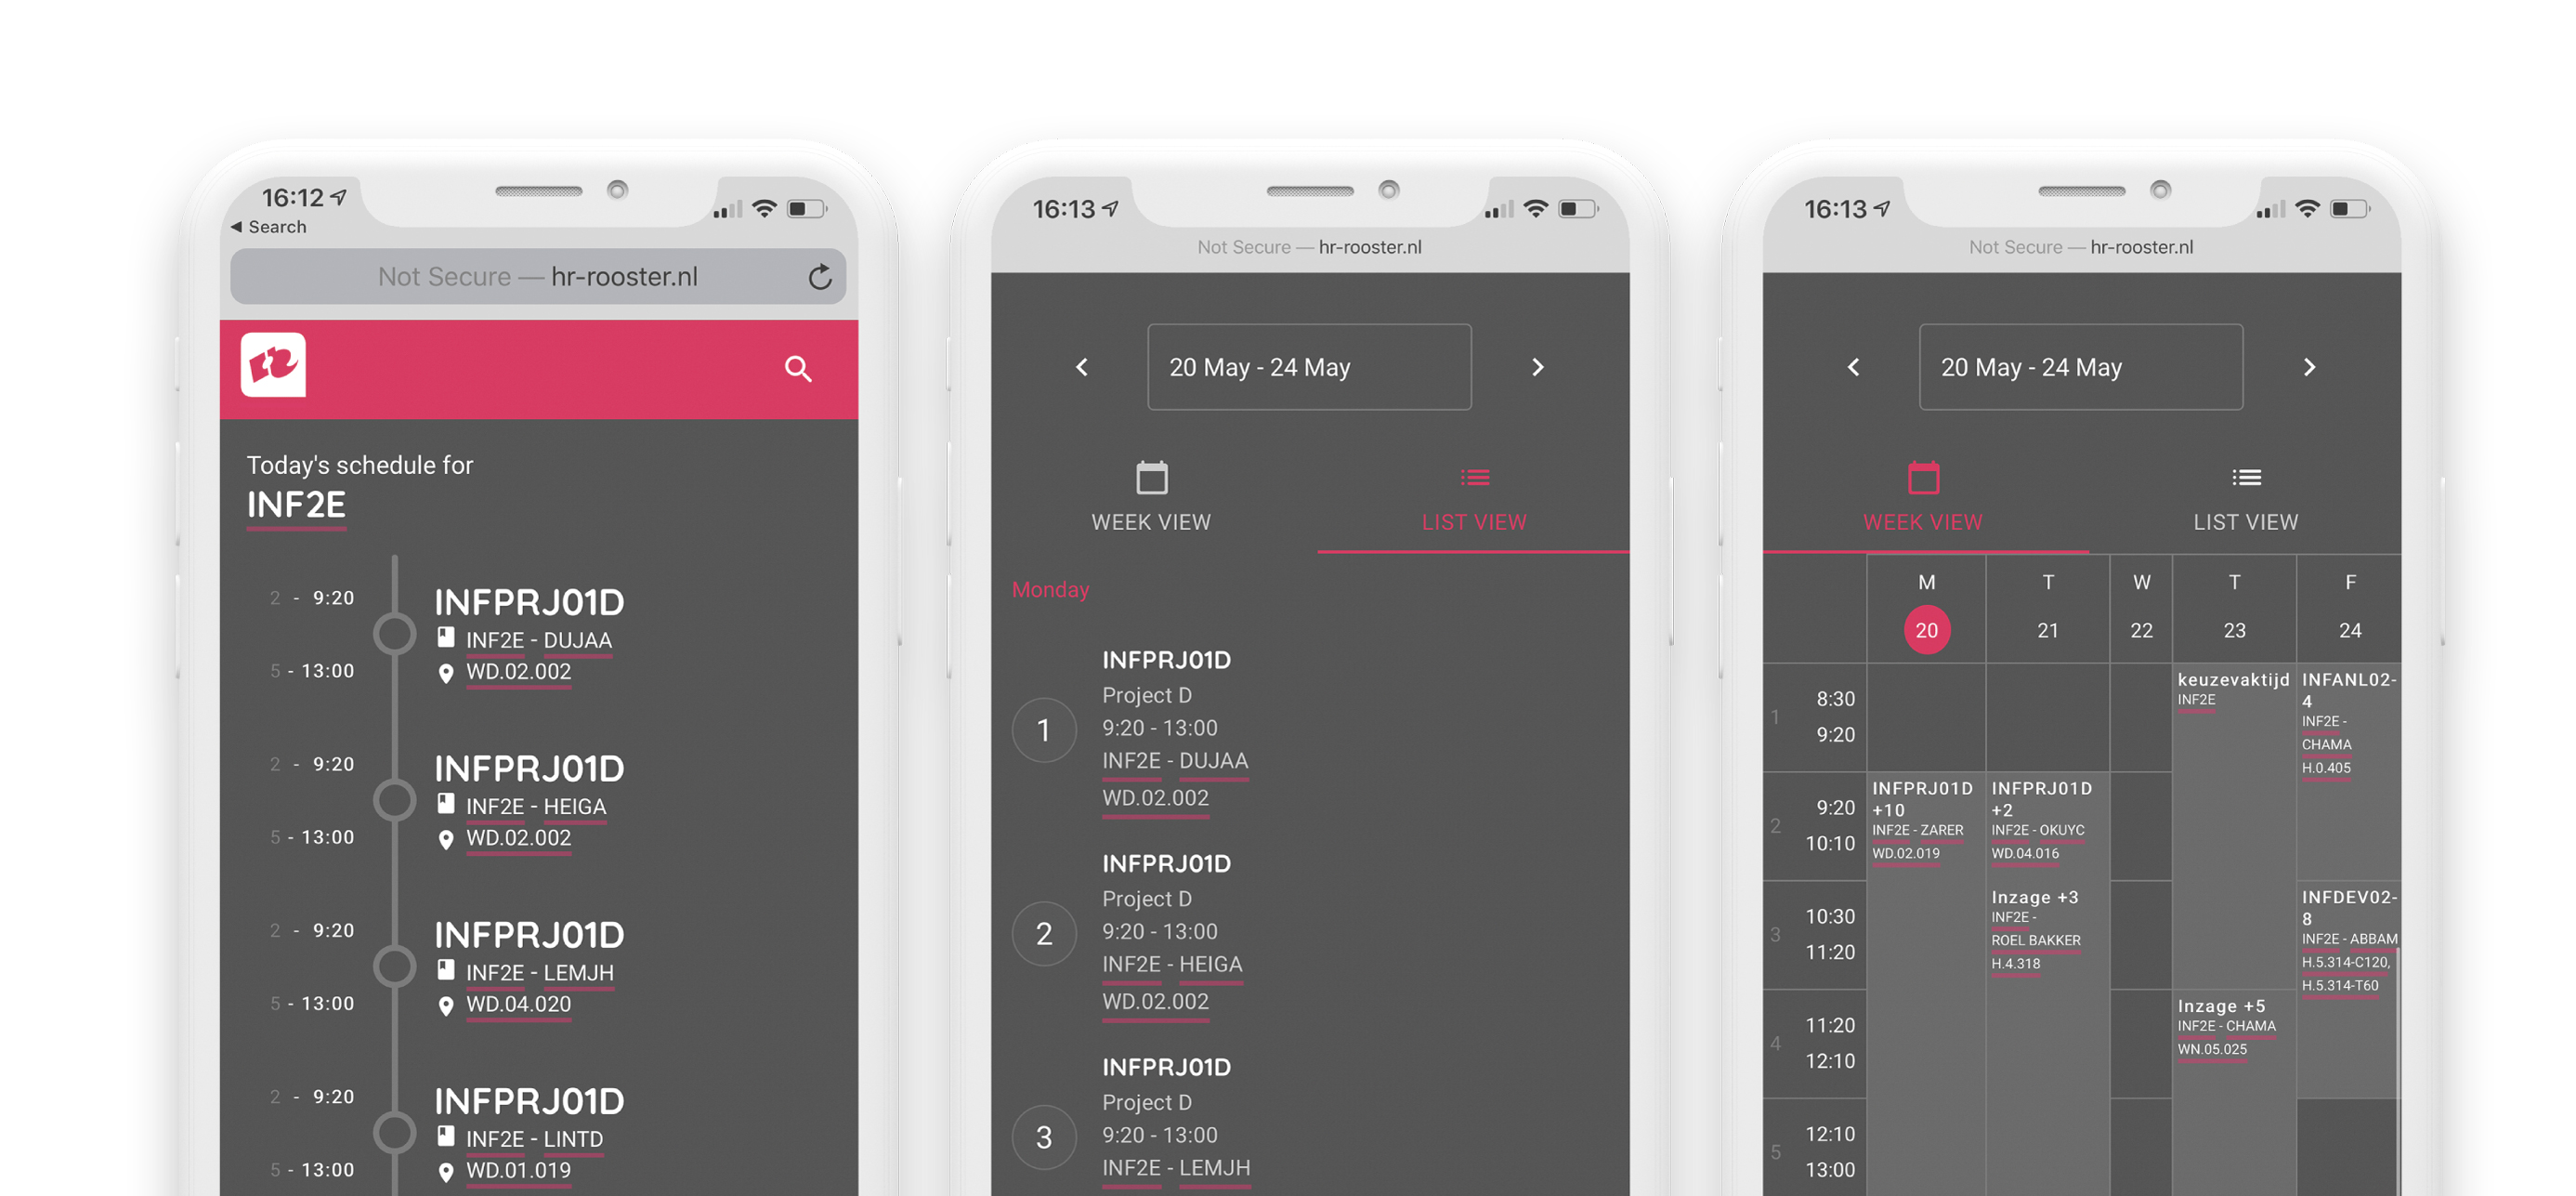 16:12
Search
Not Secure — hr-rooster.nl
Today's schedule for
INF2E
2 - 9:20
INFPRJ01D
INF2E - DUJAA
5 - 13:00
WD.02.002
2 - 9:20
INFPRJ01D
INF2E - HEIGA
5 - 13:00
WD.02.002
2 - 9:20
INFPRJ01D
INF2E - LEMJH
5 - 13:00
WD.04.020
2 - 9:20
INFPRJ01D
INF2E - LINTD
5 - 13:00
WD.01.019
16:13
Not Secure — hr-rooster.nl
20 May - 24 May
WEEK VIEW
LIST VIEW
Monday
1
INFPRJ01D
Project D
9:20 - 13:00
INF2E - DUJAA
WD.02.002
2
INFPRJ01D
Project D
9:20 - 13:00
INF2E - HEIGA
WD.02.002
3
INFPRJ01D
Project D
9:20 - 13:00
INF2E - LEMJH
16:13
Not Secure — hr-rooster.nl
20 May - 24 May
WEEK VIEW
LIST VIEW
M T W T F
20 21 22 23 24
1
8:30
9:20
2
9:20
10:10
3
10:30
11:20
4
11:20
12:10
5
12:10
13:00
INFPRJ01D
+10
INF2E - ZARER
WD.02.019
INFPRJ01D
+2
INF2E - OKUYC
WD.04.016
Inzage +3
INF2E -
ROEL BAKKER
H.4.318
keuzevaktijd
INF2E
Inzage +5
INF2E - CHAMA
WN.05.025
INFANL02-
4
INF2E -
CHAMA
H.0.405
INFDEV02-
8
INF2E - ABBAM
H.5.314-C120,
H.5.314-T60